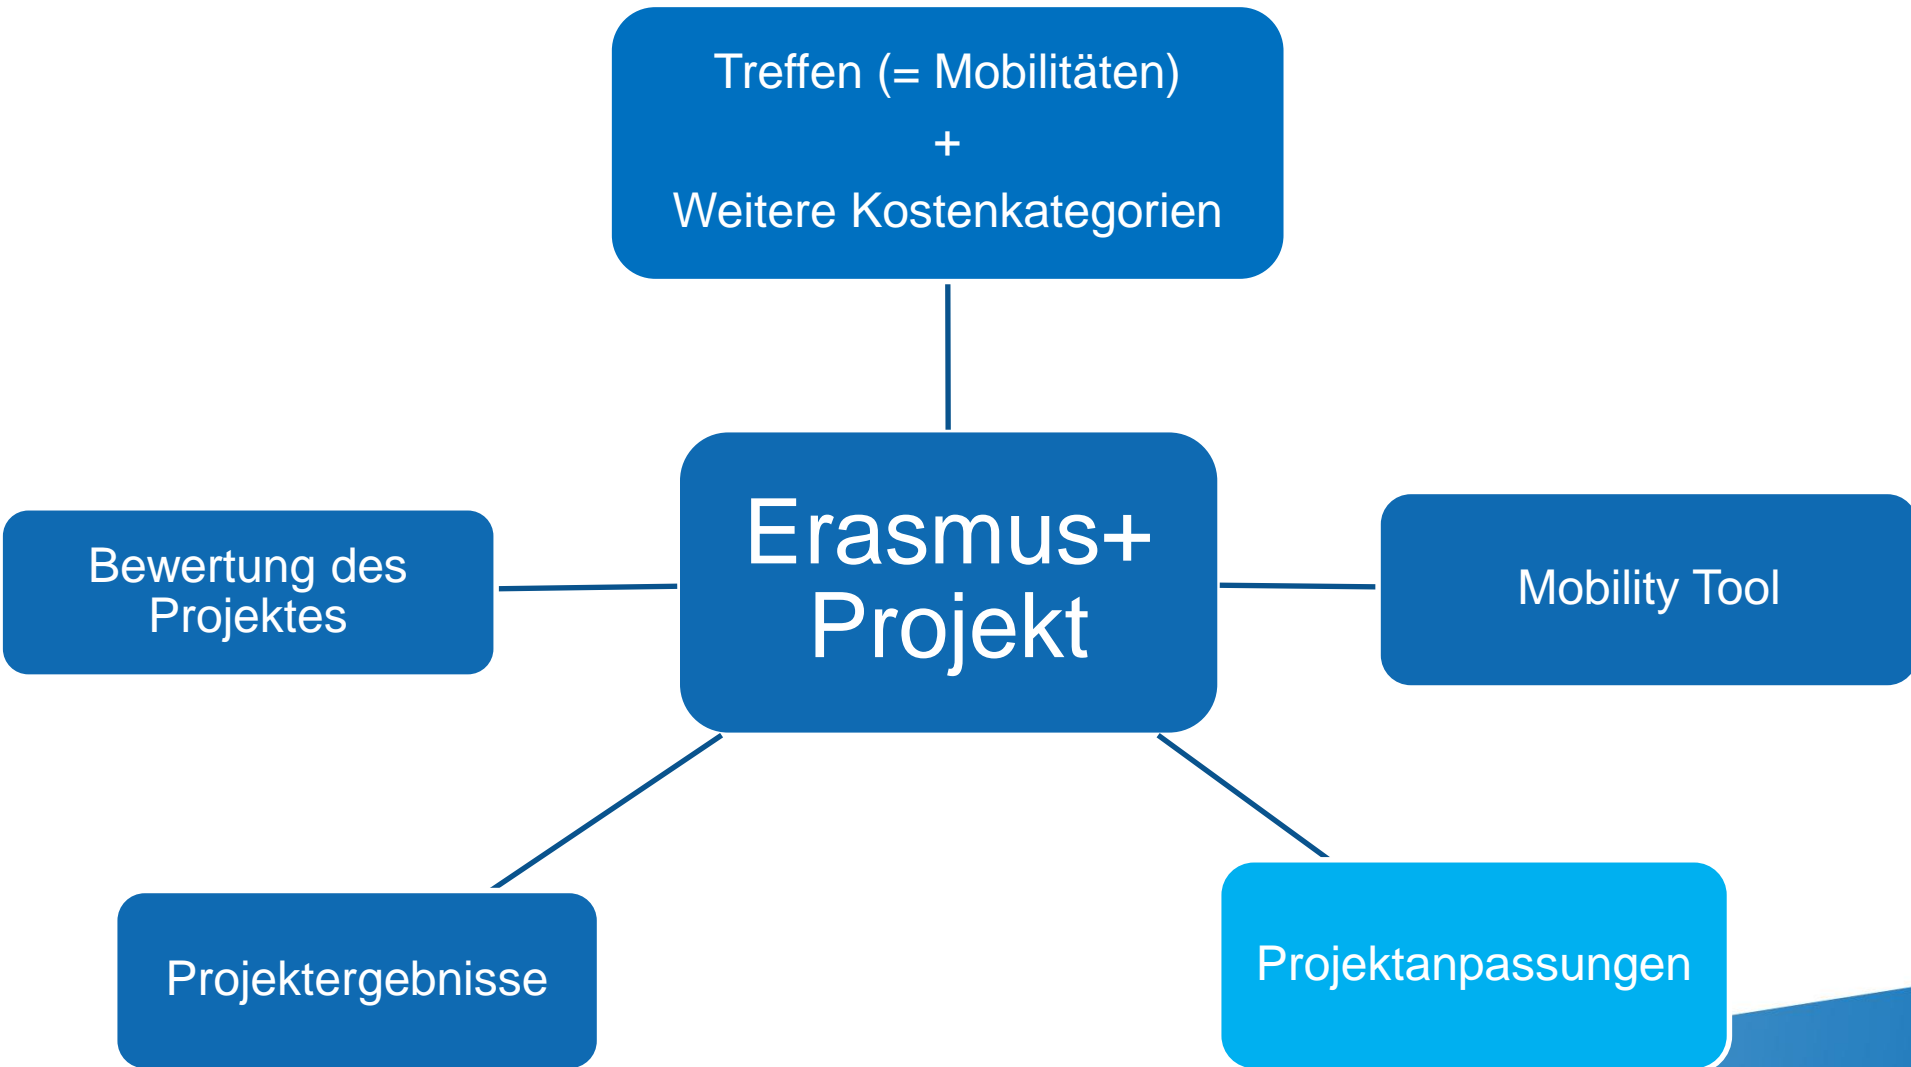 Treffen (= Mobilitäten)
+
Weitere Kostenkategorien
Erasmus+
Projekt
Bewertung des
Projektes
Mobility Tool
Projektergebnisse
Projektanpassungen